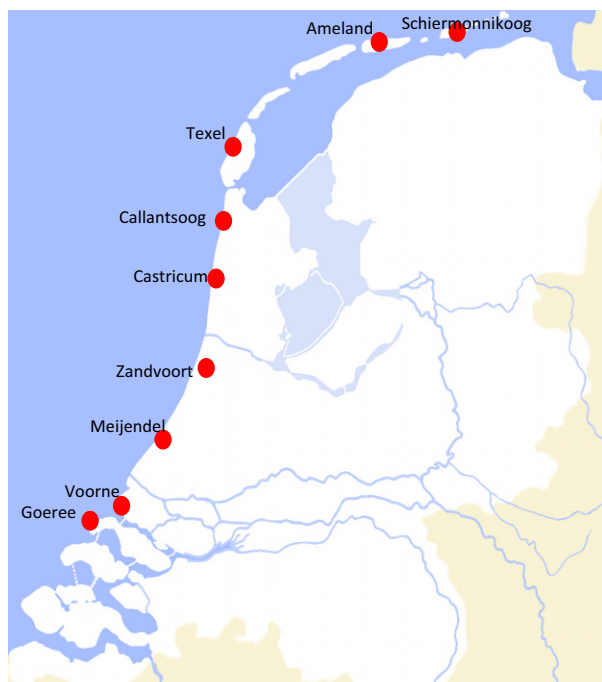 Schiermonnikoog
Ameland
Texel
Callantsoog
Castricum
Zandvoort
Meijendel
Voorne
Goeree